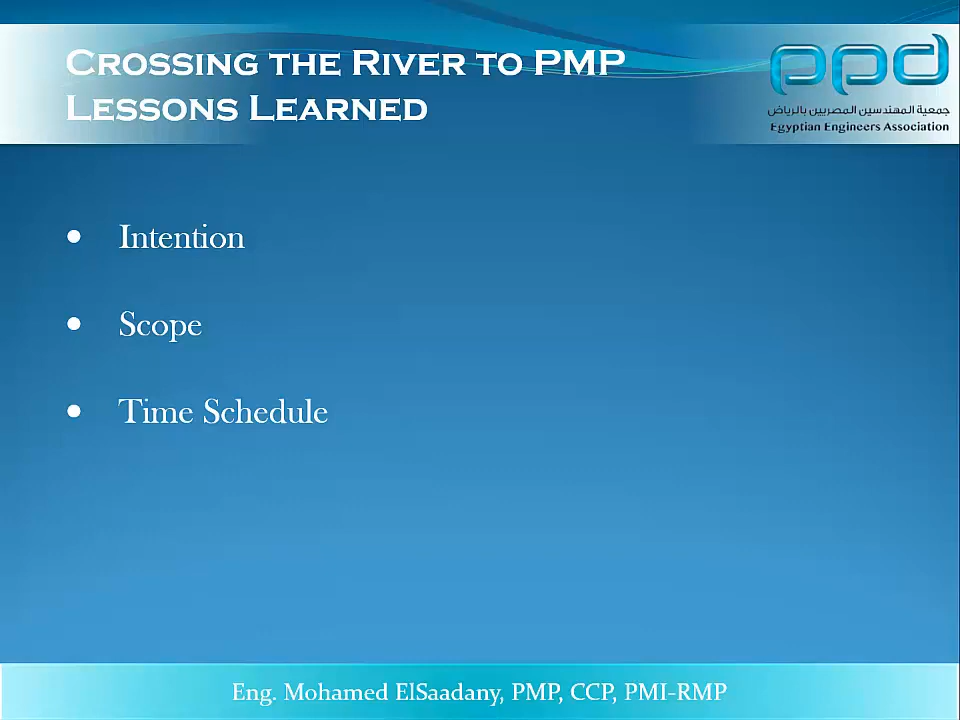 Crossing the River to PMP
Lessons Learned
ppd
جمعية المهندسين المصريين بالرياض
Egyptian Engineers Association
• Intention
• Scope
• Time Schedule
Eng. Mohamed ElSaadany, PMP, CCP, PMI-RMP